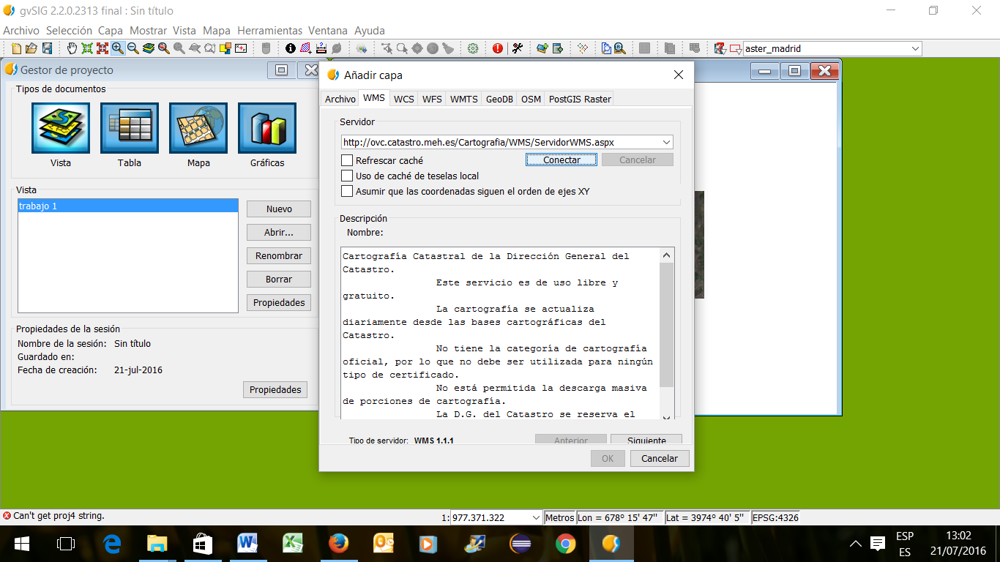 gvSIG 2.2.0.2313 final : Sin título
Archivo Selección Capa Mostrar Vista Mapa Herramientas Ventana Ayuda
aster_madrid
Gestor de proyecto
Tipos de documentos
Vista Tabla Mapa Gráficas
Vista
trabajo 1
Nuevo
Abrir...
Renombrar
Borrar
Propiedades
Propiedades de la sesión
Nombre de la sesión: Sin título
Guardado en:
Fecha de creación: 21-jul-2016
Propiedades
Añadir capa
Archivo WMS WCS WFS WMTS GeoDB OSM PostGIS Raster
Servidor
http://ovc.catastro.meh.es/Cartografia/WMS/ServidorWMS.aspx
Refrescar caché Conectar Cancelar
Uso de caché de teselas local
Asumir que las coordenadas siguen el orden de ejes XY
Descripción
Nombre:
Cartografía Catastral de la Dirección General del
Catastro.
Este servicio es de uso libre y
gratuito.
La cartografía se actualiza
diariamente desde las bases cartográficas del
Catastro.
No tiene la categoría de cartografía
oficial, por lo que no debe ser utilizada para ningún
tipo de certificado.
No está permitida la descarga masiva
de porciones de cartografía.
La D.G. del Catastro se reserva el
Tipo de servidor: WMS 1.1.1 Anterior Siguiente
OK Cancelar
Can't get proj4 string.
1: 977.371.322 Metros Lon = 678° 15' 47" Lat = 3974° 40' 5" EPSG:4326
ESP
ES
13:02
21/07/2016